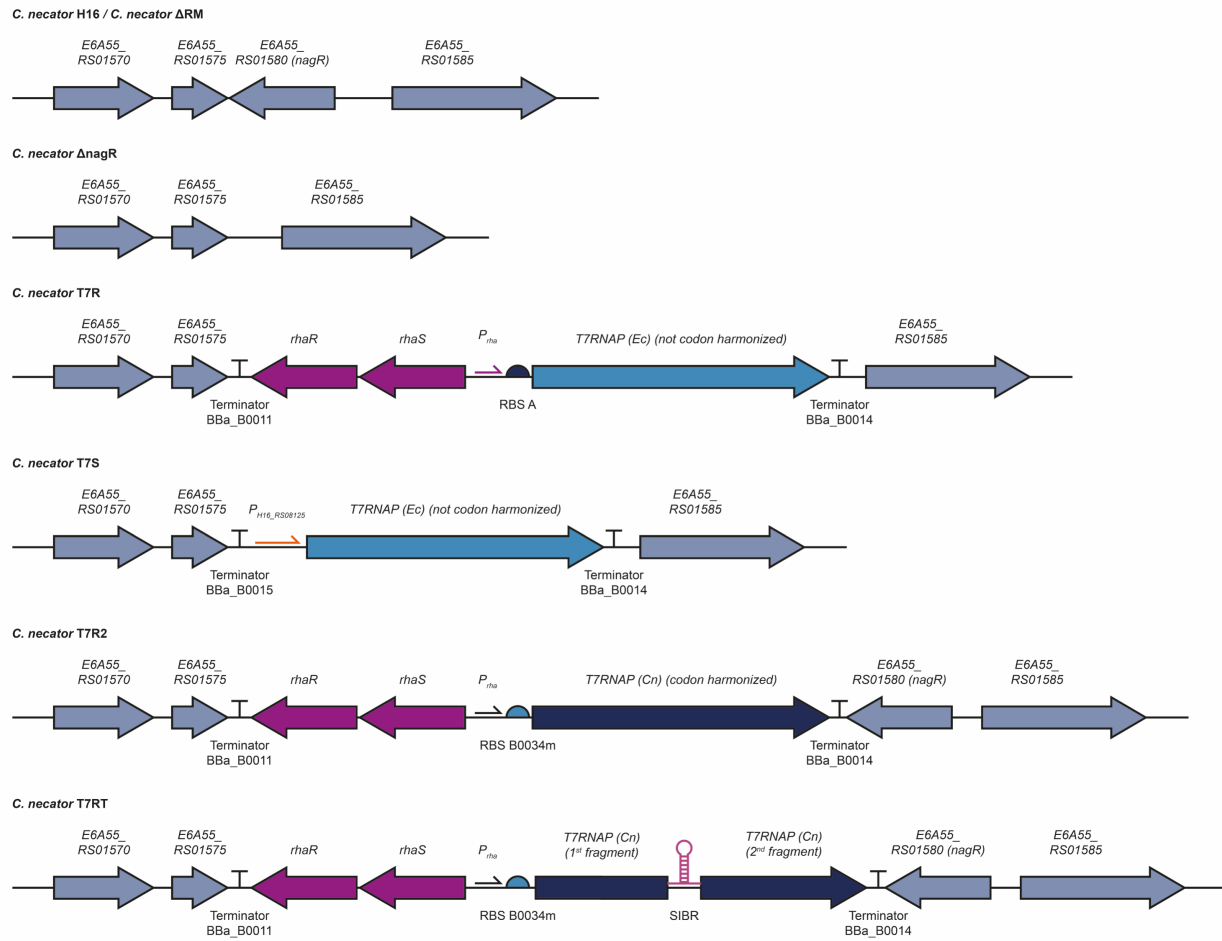 C. necator H16 / C. necator ΔRM
E6A55_ E6A55_ E6A55_ E6A55_
RS01570 RS01575 RS01580 (nagR) RS01585
C. necator ΔnagR
E6A55_ E6A55_ E6A55_
RS01570 RS01575 RS01585
C. necator T7R
E6A55_ E6A55_ E6A55_
RS01570 RS01575 rhaR rhaS Prha T7RNAP (Ec) (not codon harmonized) RS01585
Terminator RBS A Terminator
BBa_B0011 BBa_B0014
C. necator T7S
E6A55_ E6A55_ E6A55_
RS01570 RS01575 PH16_RS08125 T7RNAP (Ec) (not codon harmonized) RS01585
Terminator Terminator
BBa_B0015 BBa_B0014
C. necator T7R2
E6A55_ E6A55_ E6A55_ E6A55_
RS01570 RS01575 rhaR rhaS Prha T7RNAP (Cn) (codon harmonized) RS01580 (nagR) RS01585
Terminator RBS B0034m Terminator
BBa_B0011 BBa_B0014
C. necator T7RT
E6A55_ E6A55_ T7RNAP (Cn) T7RNAP (Cn) E6A55_ E6A55_
RS01570 RS01575 rhaR rhaS Prha (1st fragment) (2nd fragment) RS01580 (nagR) RS01585
Terminator RBS B0034m SIBR Terminator
BBa_B0011 BBa_B0014